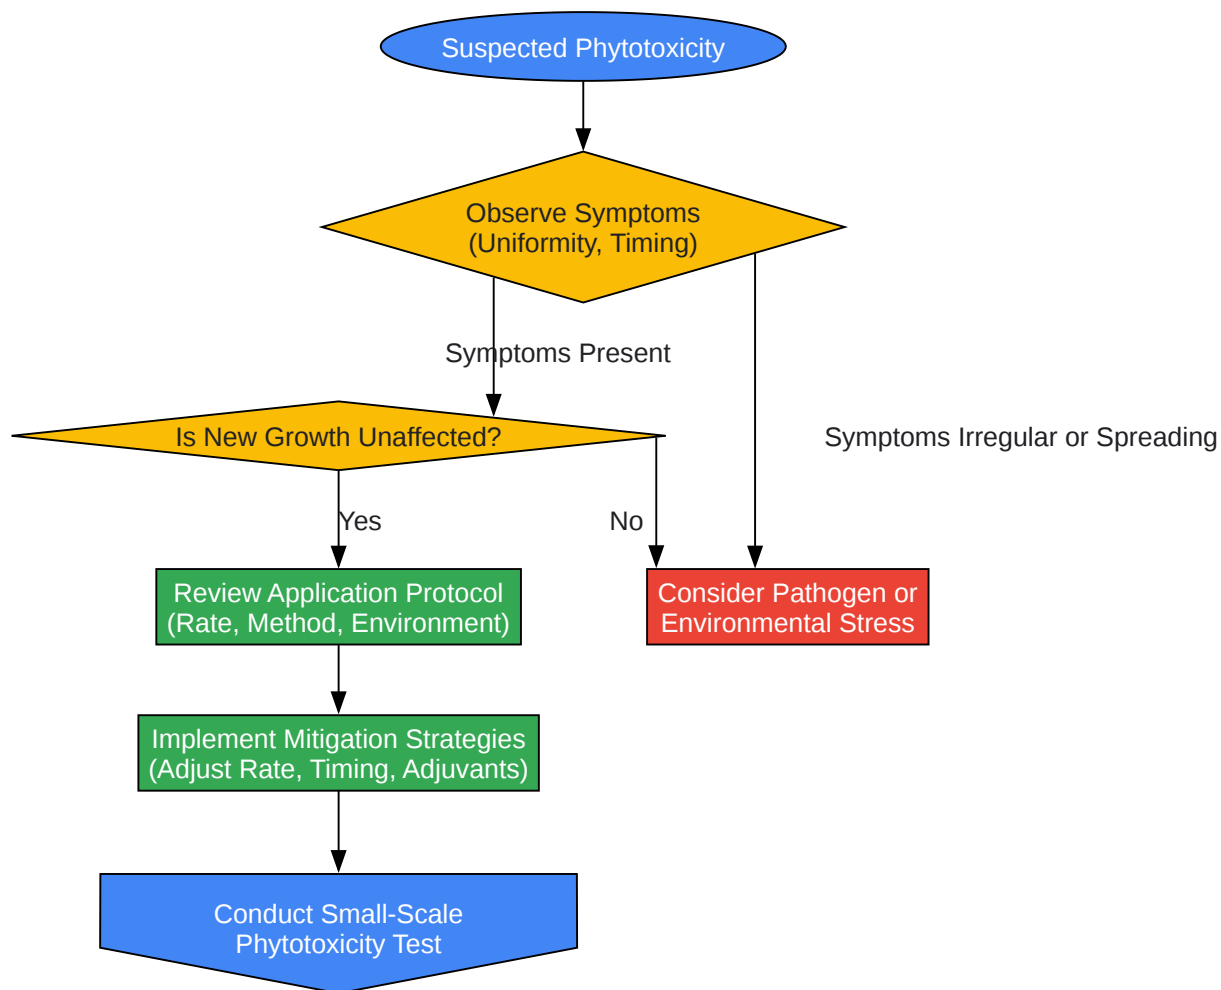 Suspected Phytotoxicity
Observe Symptoms
(Uniformity, Timing)
Symptoms Present
Is New Growth Unaffected?
Symptoms Irregular or Spreading
Yes
No
Review Application Protocol
(Rate, Method, Environment)
Consider Pathogen or
Environmental Stress
Implement Mitigation Strategies
(Adjust Rate, Timing, Adjuvants)
Conduct Small-Scale
Phytotoxicity Test